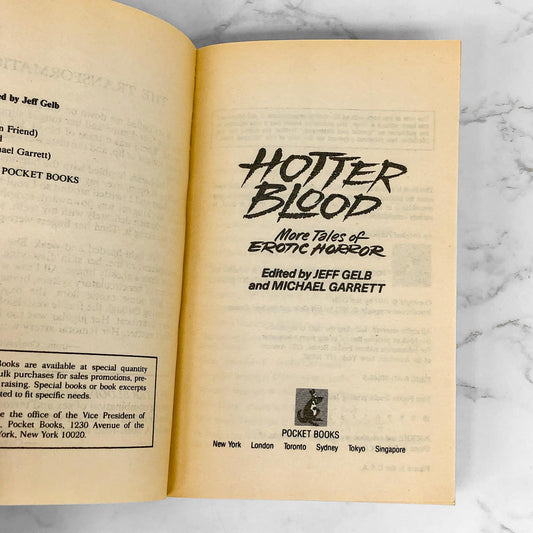 ed by Jeff Gelb
n Friend)
d
hael Garrett)
POCKET BOOKS
Books are available at special quantity
ulk purchases for sales promotions, pre-
raising. Special books or book excerpts
ted to fit specific needs.
e the office of the Vice President of
, Pocket Books, 1230 Avenue of the
York, New York 10020.
HOTTER
BLOOD
More Tales of
EROTIC HORROR
Edited by JEFF GELB
and MICHAEL GARRETT
POCKET BOOKS
New York London Toronto Sydney Tokyo Singapore